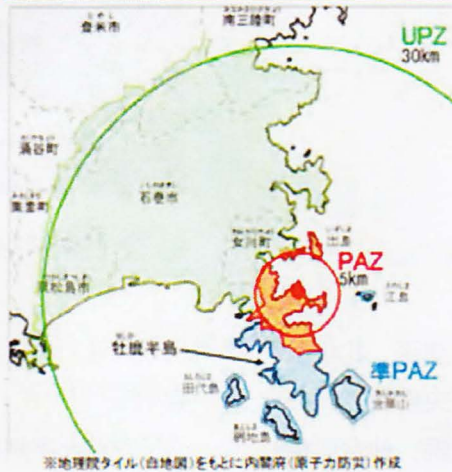 登米市
南三陸町
UPZ
30km
涌谷町
美里町
石巻市
女川町
出島
PAZ
5km
東松島市
江島
牡鹿半島
準PAZ
田代島
網地島
金華山
※地理院タイル(白地図)をもとに内閣府(原子力防災)作成